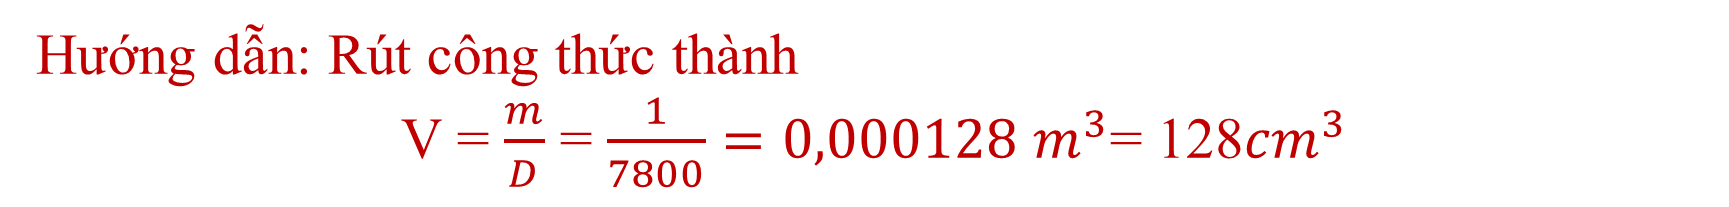 Hướng dẫn: Rút công thức thành
V = m/D = 1/7800 = 0,000128 m³= 128cm³